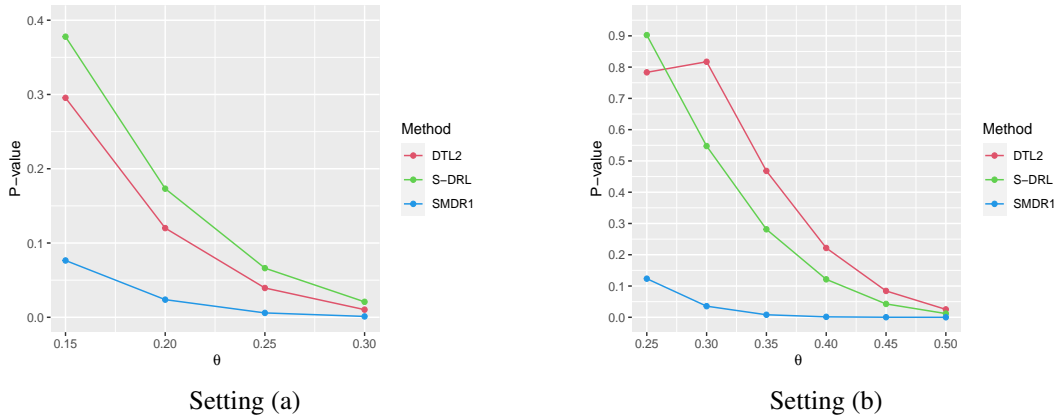 0.4
0.3
0.2
0.1
0.0
P-value
0.15
0.20
0.25
0.30
θ
Method
DTL2
S-DRL
SMDR1
Setting (a)
0.9
0.8
0.7
0.6
0.5
0.4
0.3
0.2
0.1
0.0
P-value
0.25
0.30
0.35
0.40
0.45
0.50
θ
Method
DTL2
S-DRL
SMDR1
Setting (b)